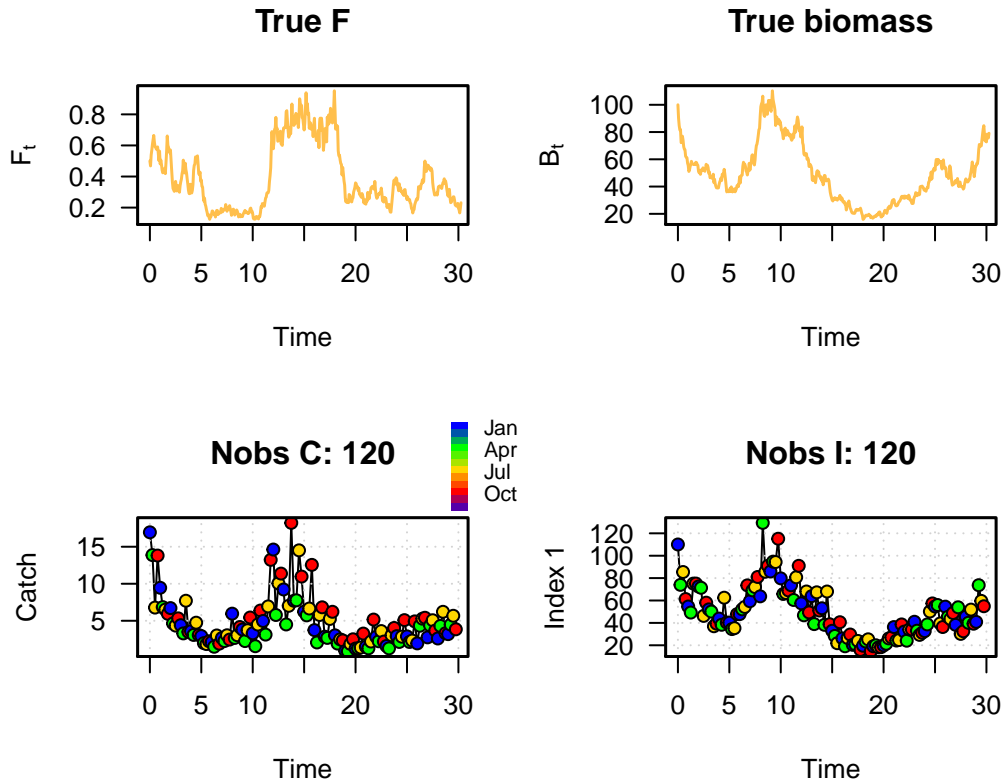 True F
F_t
0.8
0.6
0.4
0.2
0 5 10 20 30
Time
True biomass
B_t
100
80
60
40
20
0 5 10 20 30
Time
Nobs C: 120
Jan
Apr
Jul
Oct
Catch
15
10
5
0 5 10 20 30
Time
Nobs I: 120
Index 1
120
100
80
60
40
20
0 5 10 20 30
Time